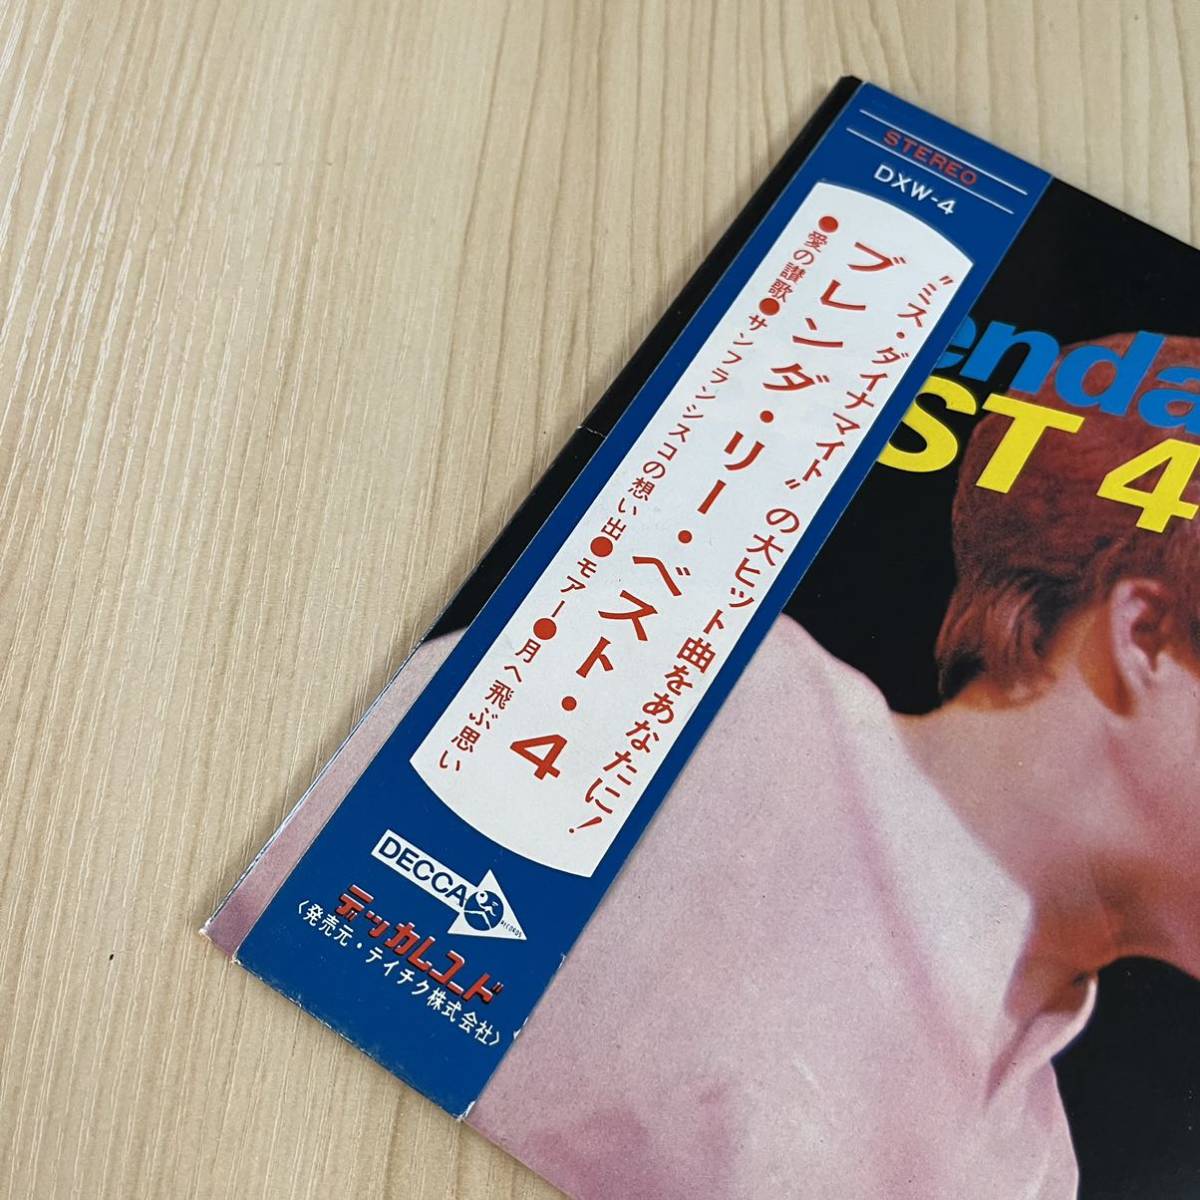 STEREO
DXW-4
〝ミス・ダイナマイト〟の大ヒット曲をあなたに!
ブレンダ・リー・ベスト・4
●愛の讃歌●サンフランシスコの想い出●モアー●月へ飛ぶ思い
DECCA
RECORDS
デッカレコード
〈発売元・テイチク株式会社〉
enda
ST 4